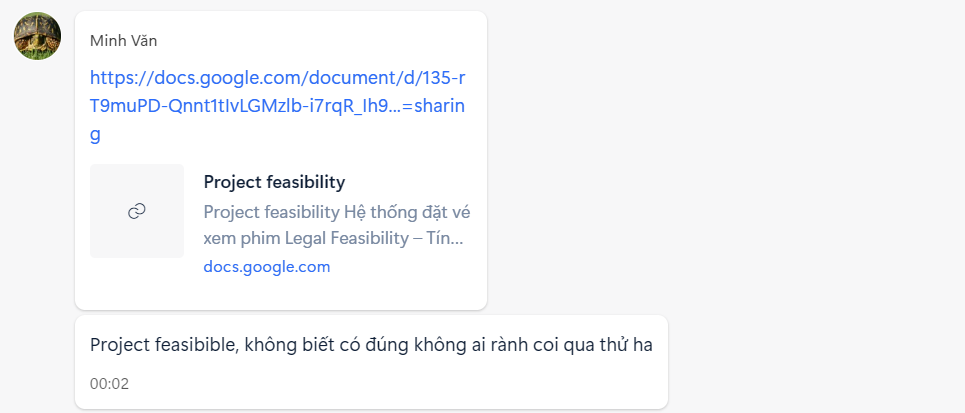 Minh Văn
https://docs.google.com/document/d/135-r
T9muPD-Qnnt1tIvLGMzlb-i7rqR_Ih9...=sharin
g
Project feasibility
Project feasibility Hệ thống đặt vé
xem phim Legal Feasibility – Tín...
docs.google.com
Project feasibible, không biết có đúng không ai rành coi qua thử ha
00:02